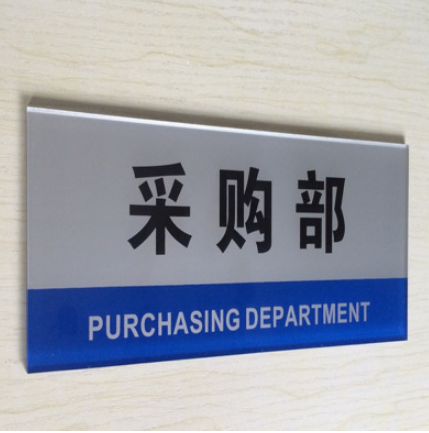 采购部
PURCHASING DEPARTMENT